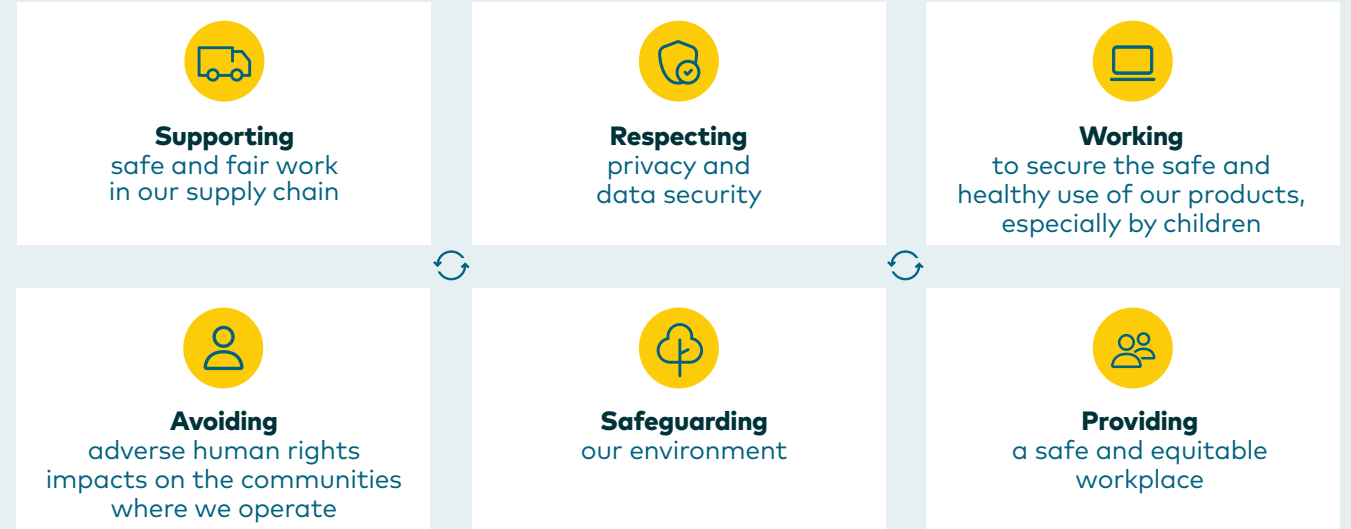 Supporting
safe and fair work
in our supply chain
Respecting
privacy and
data security
Working
to secure the safe and
healthy use of our products,
especially by children
Avoiding
adverse human rights
impacts on the communities
where we operate
Safeguarding
our environment
Providing
a safe and equitable
workplace